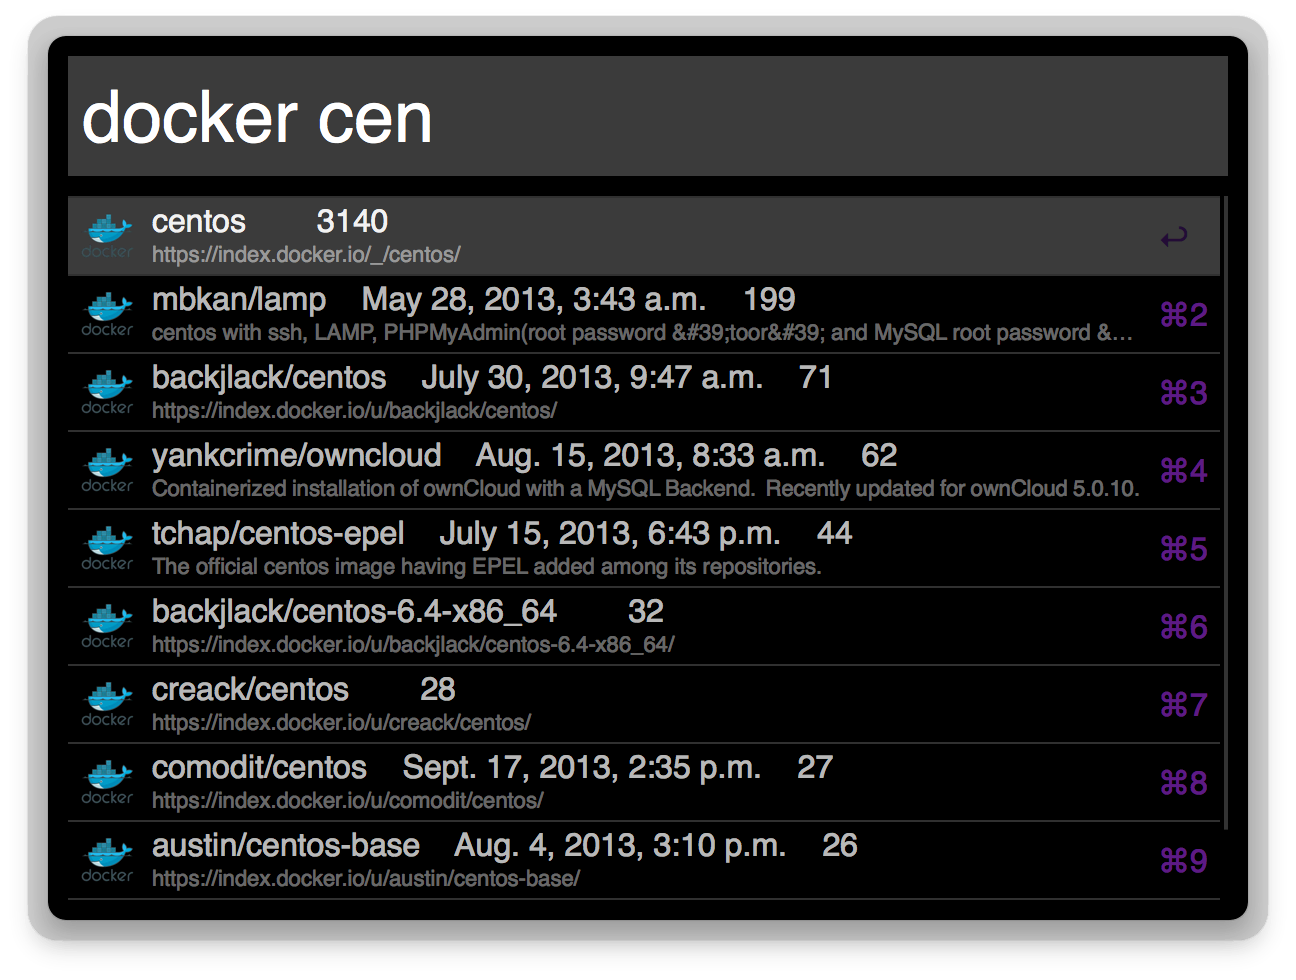 docker cen
centos 3140
https://index.docker.io/_/centos/
docker
↩
mbkan/lamp May 28, 2013, 3:43 a.m. 199
centos with ssh, LAMP, PHPMyAdmin(root password &#39;toor&#39; and MySQL root password &...
docker
⌘2
backjlack/centos July 30, 2013, 9:47 a.m. 71
https://index.docker.io/u/backjlack/centos/
docker
⌘3
yankcrime/owncloud Aug. 15, 2013, 8:33 a.m. 62
Containerized installation of ownCloud with a MySQL Backend.  Recently updated for ownCloud 5.0.10.
docker
⌘4
tchap/centos-epel July 15, 2013, 6:43 p.m. 44
The official centos image having EPEL added among its repositories.
docker
⌘5
backjlack/centos-6.4-x86_64 32
https://index.docker.io/u/backjlack/centos-6.4-x86_64/
docker
⌘6
creack/centos 28
https://index.docker.io/u/creack/centos/
docker
⌘7
comodit/centos Sept. 17, 2013, 2:35 p.m. 27
https://index.docker.io/u/comodit/centos/
docker
⌘8
austin/centos-base Aug. 4, 2013, 3:10 p.m. 26
https://index.docker.io/u/austin/centos-base/
docker
⌘9